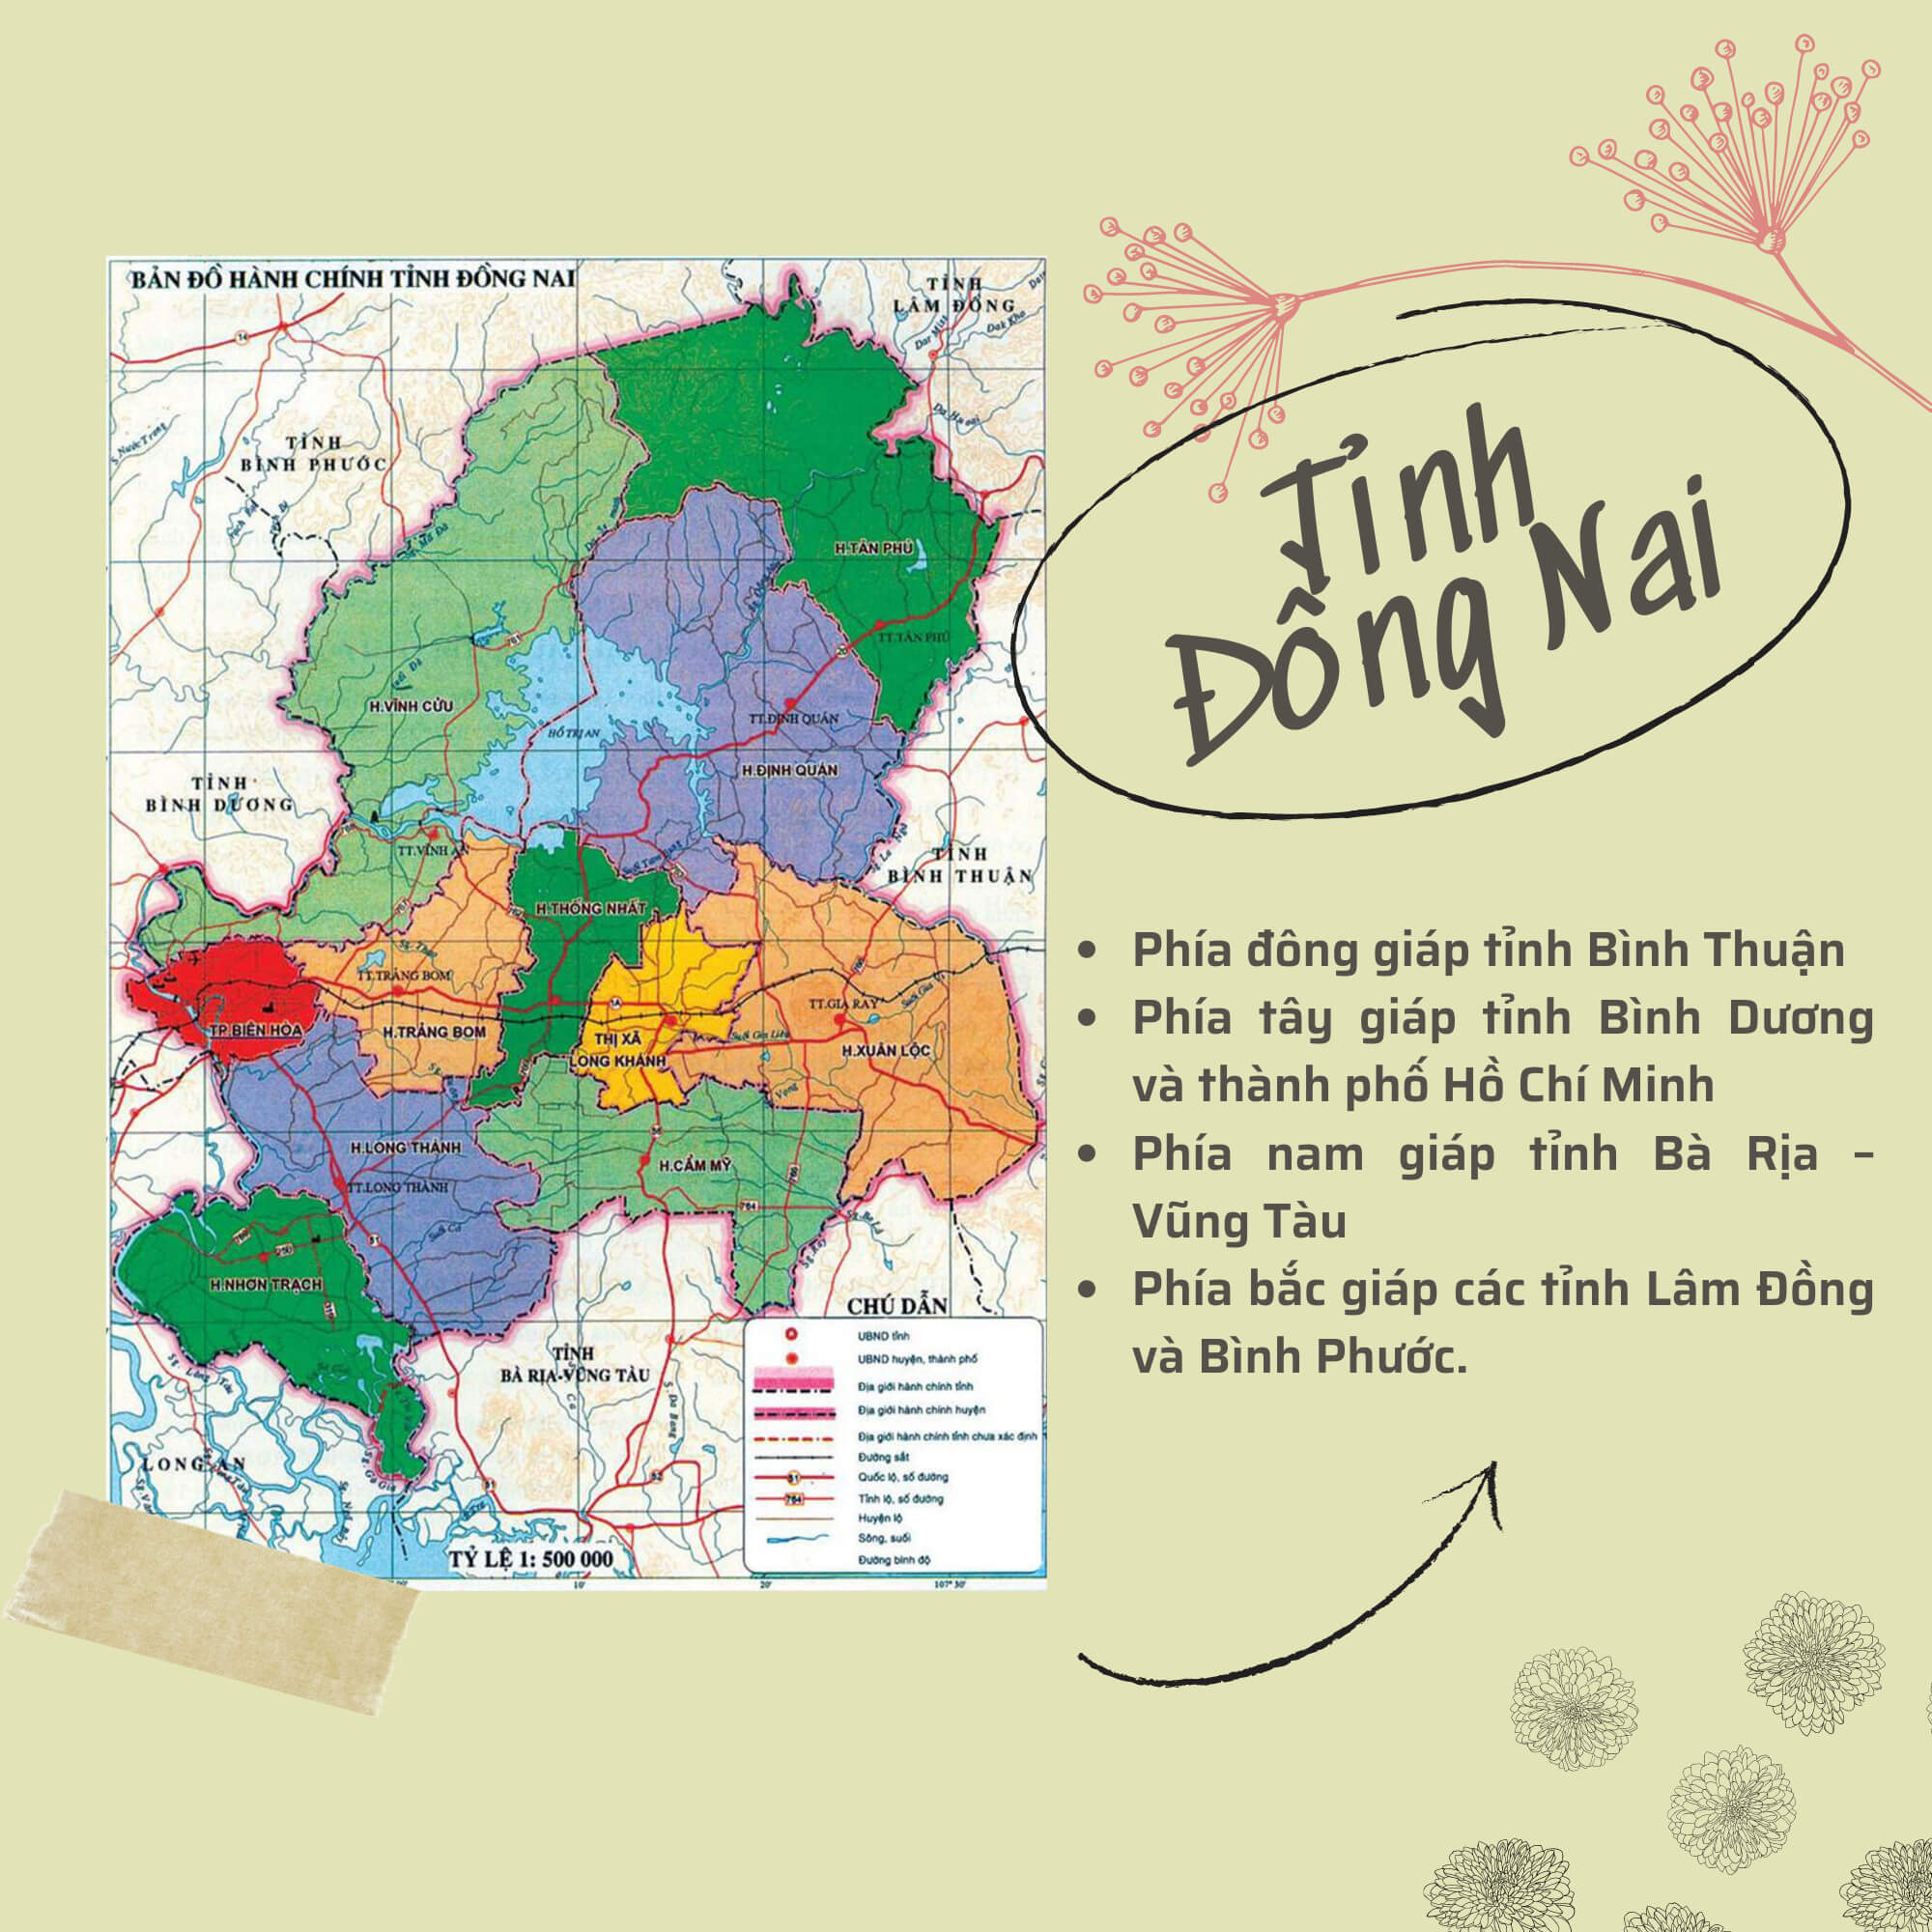 BẢN ĐỒ HÀNH CHÍNH TỈNH ĐỒNG NAI
TỈNH
LÂM ĐỒNG
TỈNH
BÌNH PHƯỚC
H.TÂN PHÚ
TT.TÂN PHÚ
H.VĨNH CỬU
HỒ TRỊ AN
TT.ĐỊNH QUÁN
H.ĐỊNH QUÁN
TỈNH
BÌNH DƯƠNG
TT.VĨNH AN
TỈNH
BÌNH THUẬN
H.THỐNG NHẤT
TT.TRẢNG BOM
TT.GIA RAY
TP.BIÊN HÒA
H.TRẢNG BOM
THỊ XÃ
LONG KHÁNH
H.XUÂN LỘC
H.LONG THÀNH
H.CẨM MỸ
TT.LONG THÀNH
H.NHƠN TRẠCH
TỈNH
BÀ RỊA-VŨNG TÀU
LONG AN
TỶ LỆ 1: 500 000
CHÚ DẪN
UBND tỉnh
UBND huyện, thành phố
Địa giới hành chính tỉnh
Địa giới hành chính huyện
Địa giới hành chính tỉnh chưa xác định
Đường sắt
51 Quốc lộ, số đường
764 Tỉnh lộ, số đường
Huyện lộ
Sông, suối
Đường bình độ
10'
20'
107° 30'
Tỉnh
Đồng Nai
• Phía đông giáp tỉnh Bình Thuận
• Phía tây giáp tỉnh Bình Dương
và thành phố Hồ Chí Minh
• Phía nam giáp tỉnh Bà Rịa –
Vũng Tàu
• Phía bắc giáp các tỉnh Lâm Đồng
và Bình Phước.